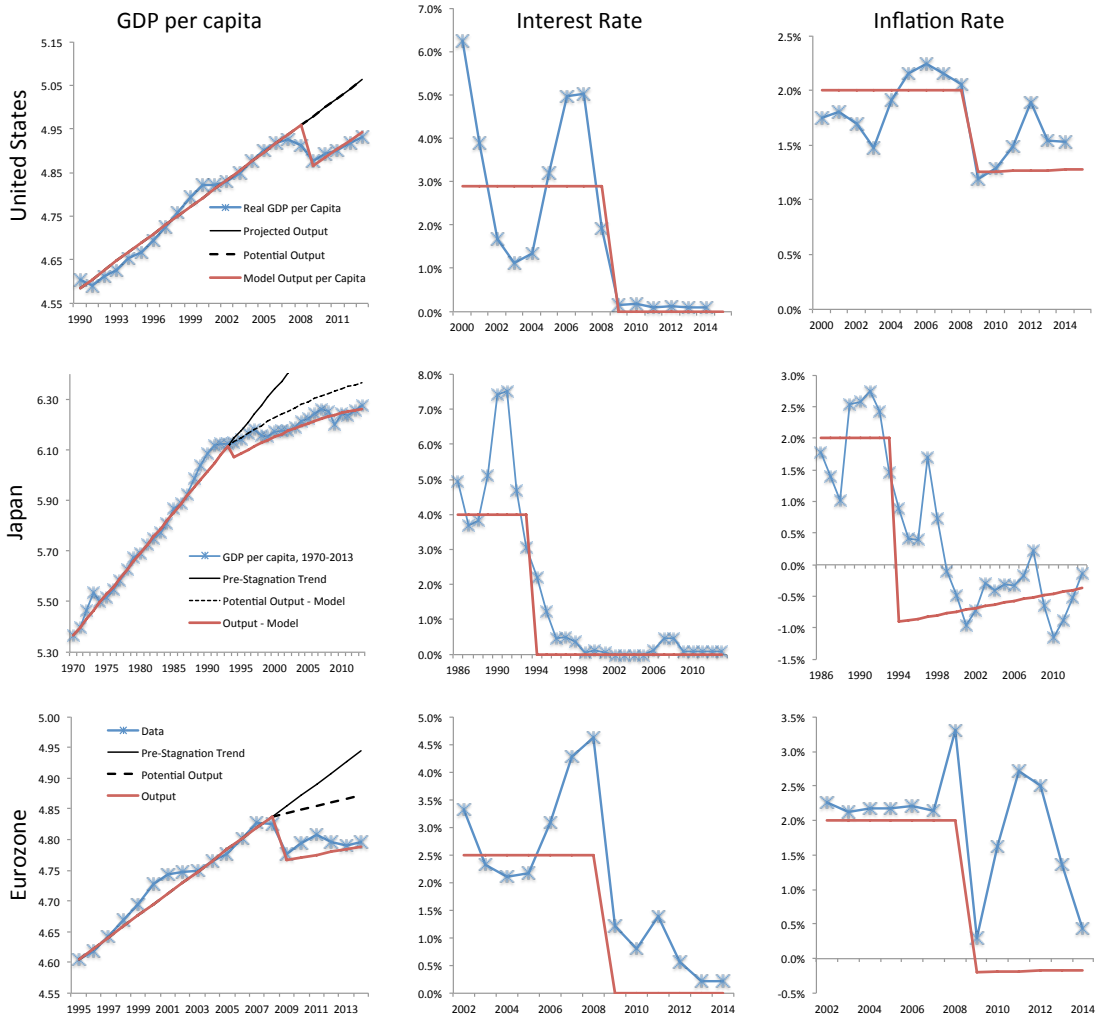 GDP per capita
Interest Rate
Inflation Rate
United States
5.15
5.05
4.95
4.85
4.75
4.65
4.55
1990 1993 1996 1999 2002 2005 2008 2011
Real GDP per Capita
Projected Output
Potential Output
Model Output per Capita
7.0%
6.0%
5.0%
4.0%
3.0%
2.0%
1.0%
0.0%
2000 2002 2004 2006 2008 2010 2012 2014
2.5%
2.0%
1.5%
1.0%
0.5%
0.0%
2000 2002 2004 2006 2008 2010 2012 2014
Japan
6.30
6.10
5.90
5.70
5.50
5.30
1970 1975 1980 1985 1990 1995 2000 2005 2010
GDP per capita, 1970-2013
Pre-Stagnation Trend
Potential Output - Model
Output - Model
8.0%
7.0%
6.0%
5.0%
4.0%
3.0%
2.0%
1.0%
0.0%
1986 1990 1994 1998 2002 2006 2010
3.0%
2.5%
2.0%
1.5%
1.0%
0.5%
0.0%
-0.5%
-1.0%
-1.5%
1986 1990 1994 1998 2002 2006 2010
Eurozone
5.00
4.95
4.90
4.85
4.80
4.75
4.70
4.65
4.60
4.55
1995 1997 1999 2001 2003 2005 2007 2009 2011 2013
Data
Pre-Stagnation Trend
Potential Output
Output
5.0%
4.5%
4.0%
3.5%
3.0%
2.5%
2.0%
1.5%
1.0%
0.5%
0.0%
2002 2004 2006 2008 2010 2012 2014
3.5%
3.0%
2.5%
2.0%
1.5%
1.0%
0.5%
0.0%
-0.5%
2002 2004 2006 2008 2010 2012 2014